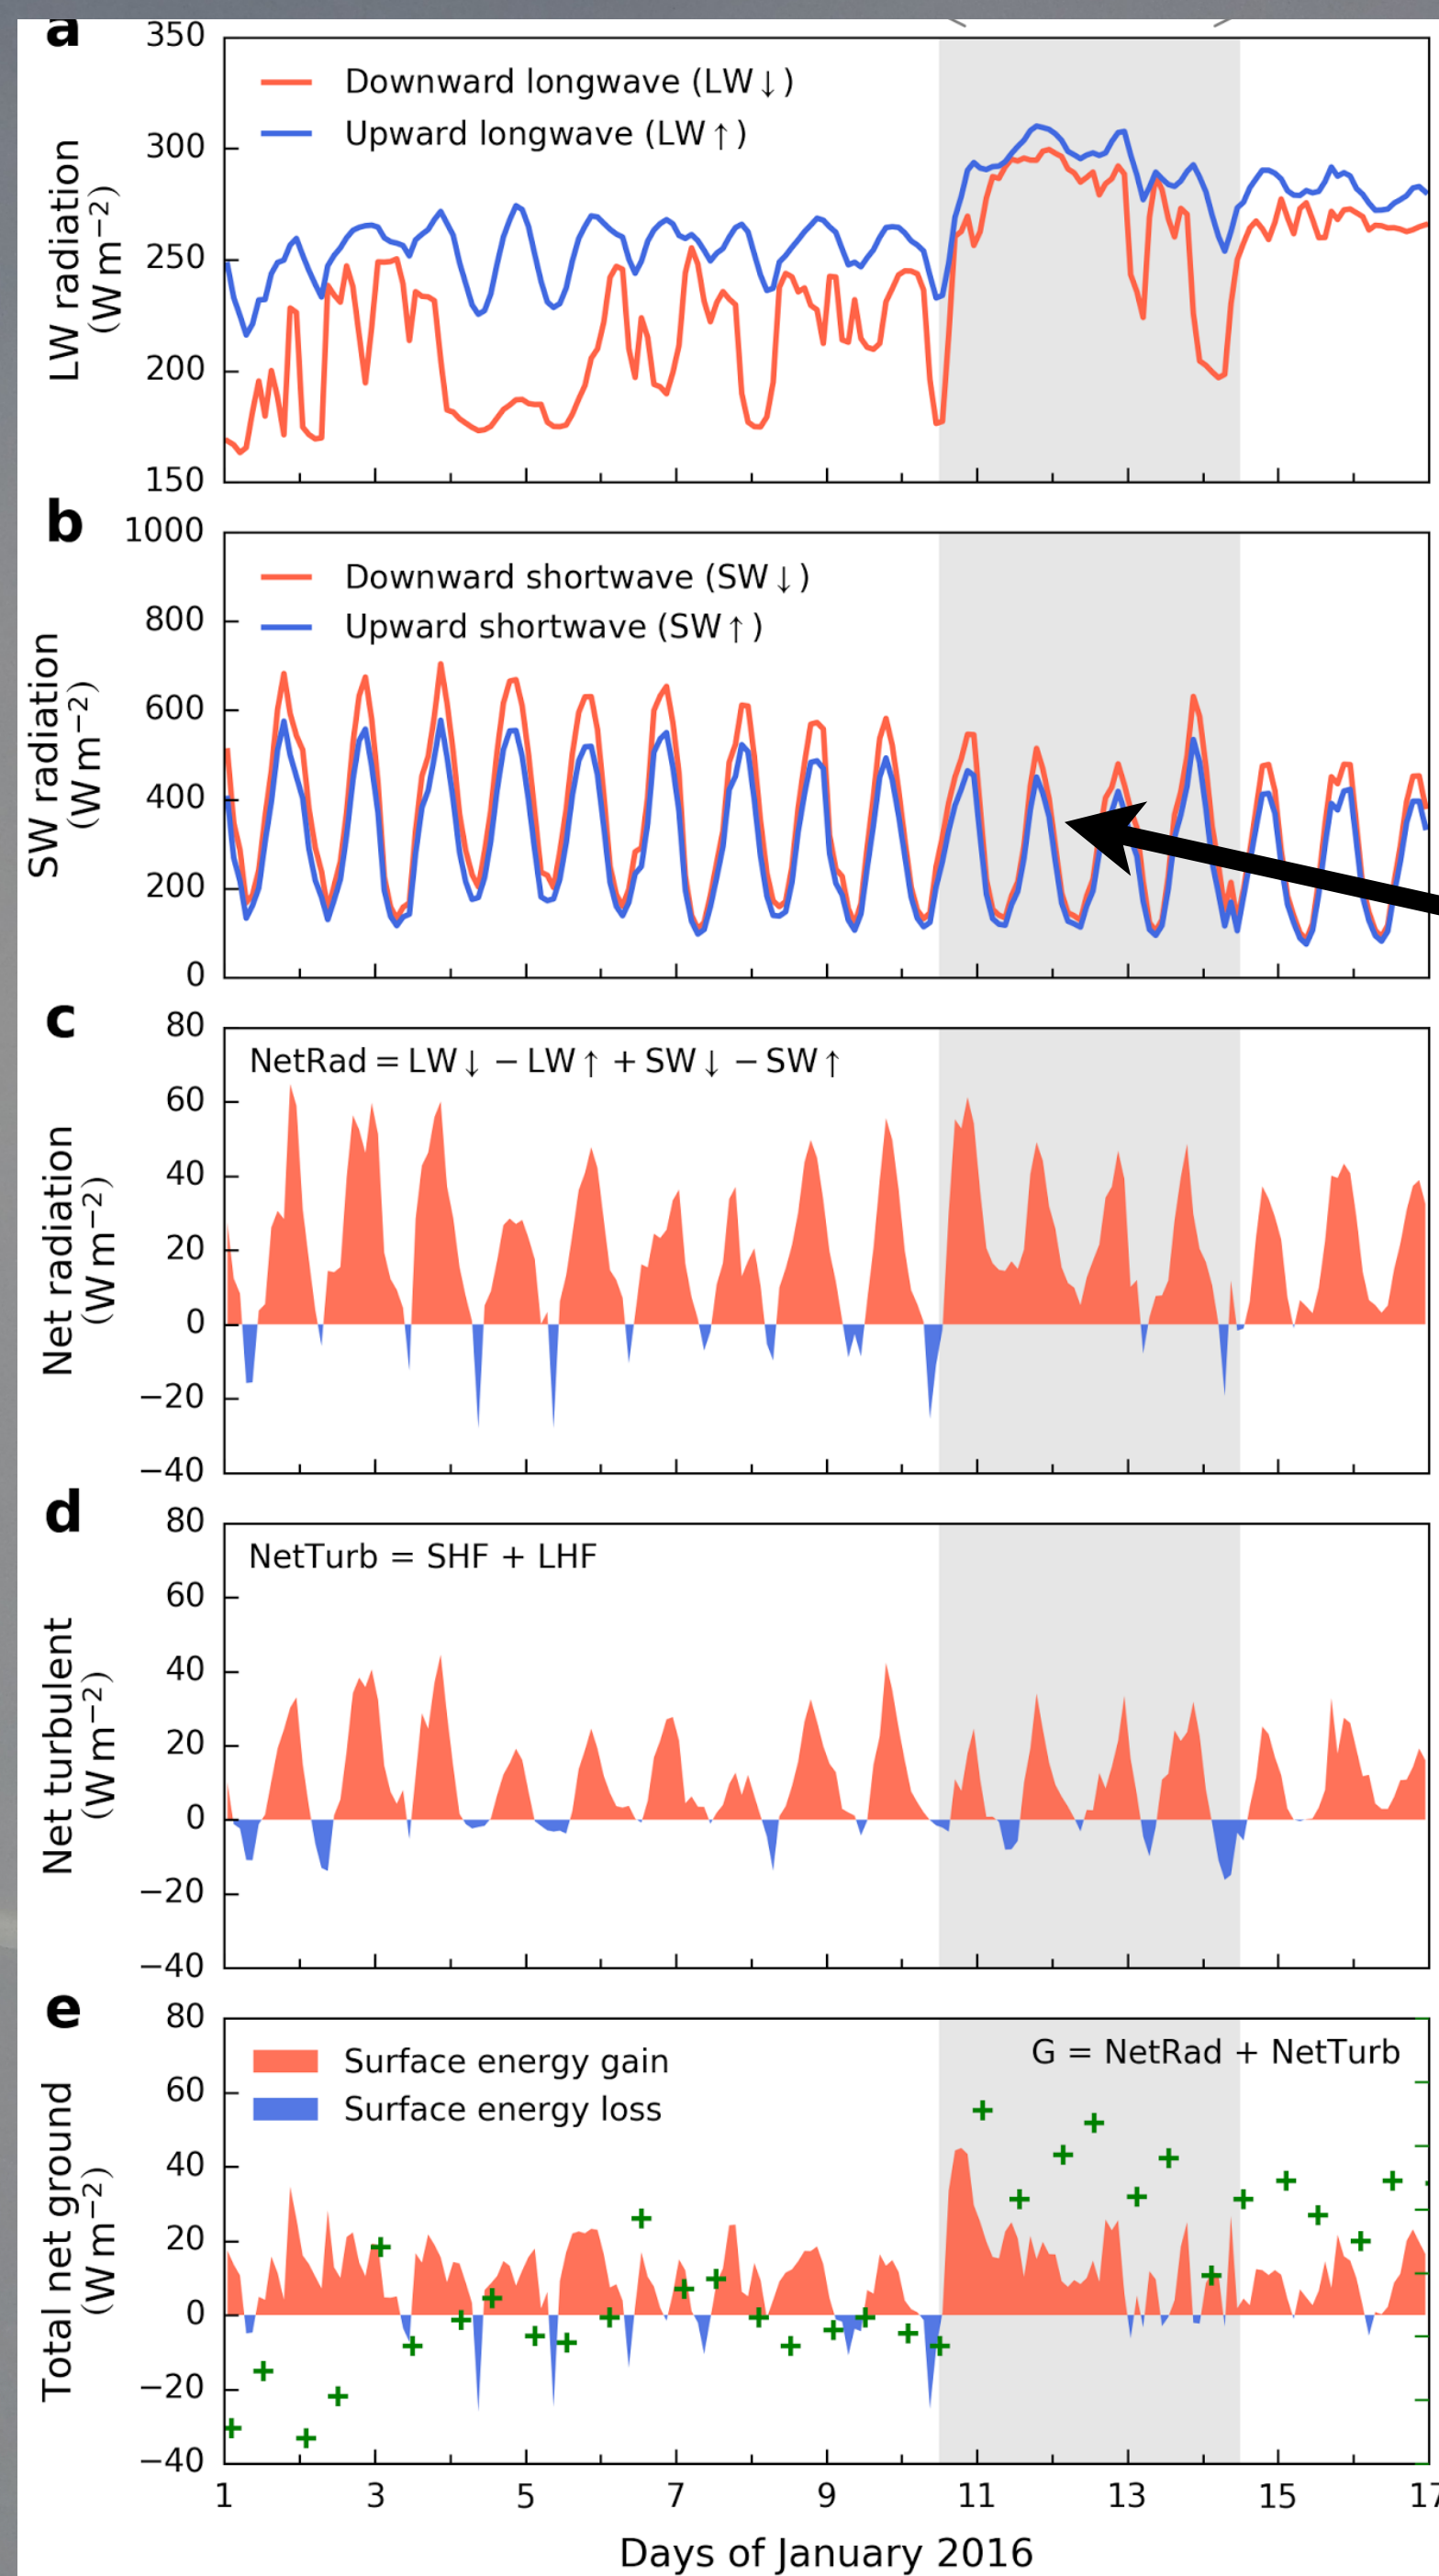 a
350
Downward longwave (LW↓)
Upward longwave (LW↑)
300
250
200
150
LW radiation
(W m−2)
b
1000
Downward shortwave (SW↓)
Upward shortwave (SW↑)
800
600
400
200
0
SW radiation
(W m−2)
c
80
NetRad = LW↓ − LW↑ + SW↓ − SW↑
60
40
20
0
−20
−40
Net radiation
(W m−2)
d
80
NetTurb = SHF + LHF
60
40
20
0
−20
−40
Net turbulent
(W m−2)
e
80
Surface energy gain
G = NetRad + NetTurb
Surface energy loss
60
40
20
0
−20
−40
Total net ground
(W m−2)
1 3 5 7 9 11 13 15 17
Days of January 2016